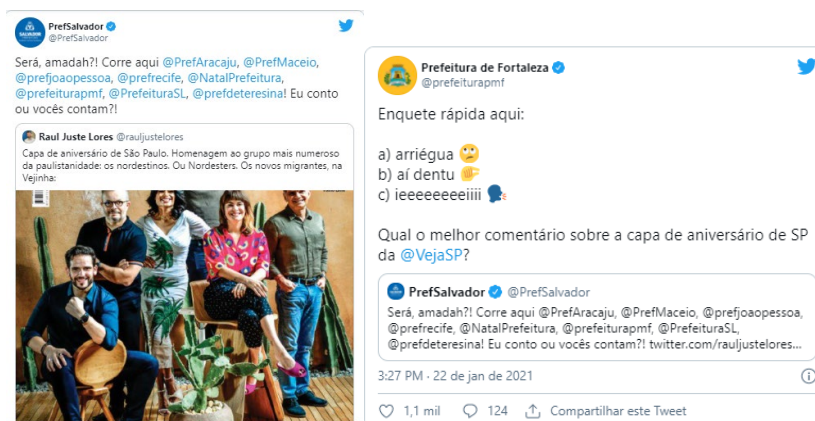 PrefSalvador
@PrefSalvador
Será, amadah?! Corre aqui @PrefAracaju, @PrefMaceio,
@prefjoaopessoa, @prefrecife, @NatalPrefeitura,
@prefeiturapmf, @PrefeituraSL, @prefdeteresina! Eu conto
ou vocês contam?!
Raul Juste Lores @rauljustelores
Capa de aniversário de São Paulo. Homenagem ao grupo mais numeroso
da paulistanidade: os nordestinos. Ou Nordesters. Os novos migrantes, na
Vejinha:
Prefeitura de Fortaleza
@prefeiturapmf
Enquete rápida aqui:
a) arriégua 🙄
b) aí dentu 👉
c) ieeeeeeeeiiii 🗣
Qual o melhor comentário sobre a capa de aniversário de SP
da @VejaSP?
PrefSalvador @PrefSalvador
Será, amadah?! Corre aqui @PrefAracaju, @PrefMaceio, @prefjoaopessoa,
@prefrecife, @NatalPrefeitura, @prefeiturapmf, @PrefeituraSL,
@prefdeteresina! Eu conto ou vocês contam?! twitter.com/rauljustelores...
3:27 PM · 22 de jan de 2021
1,1 mil 124 Compartilhar este Tweet